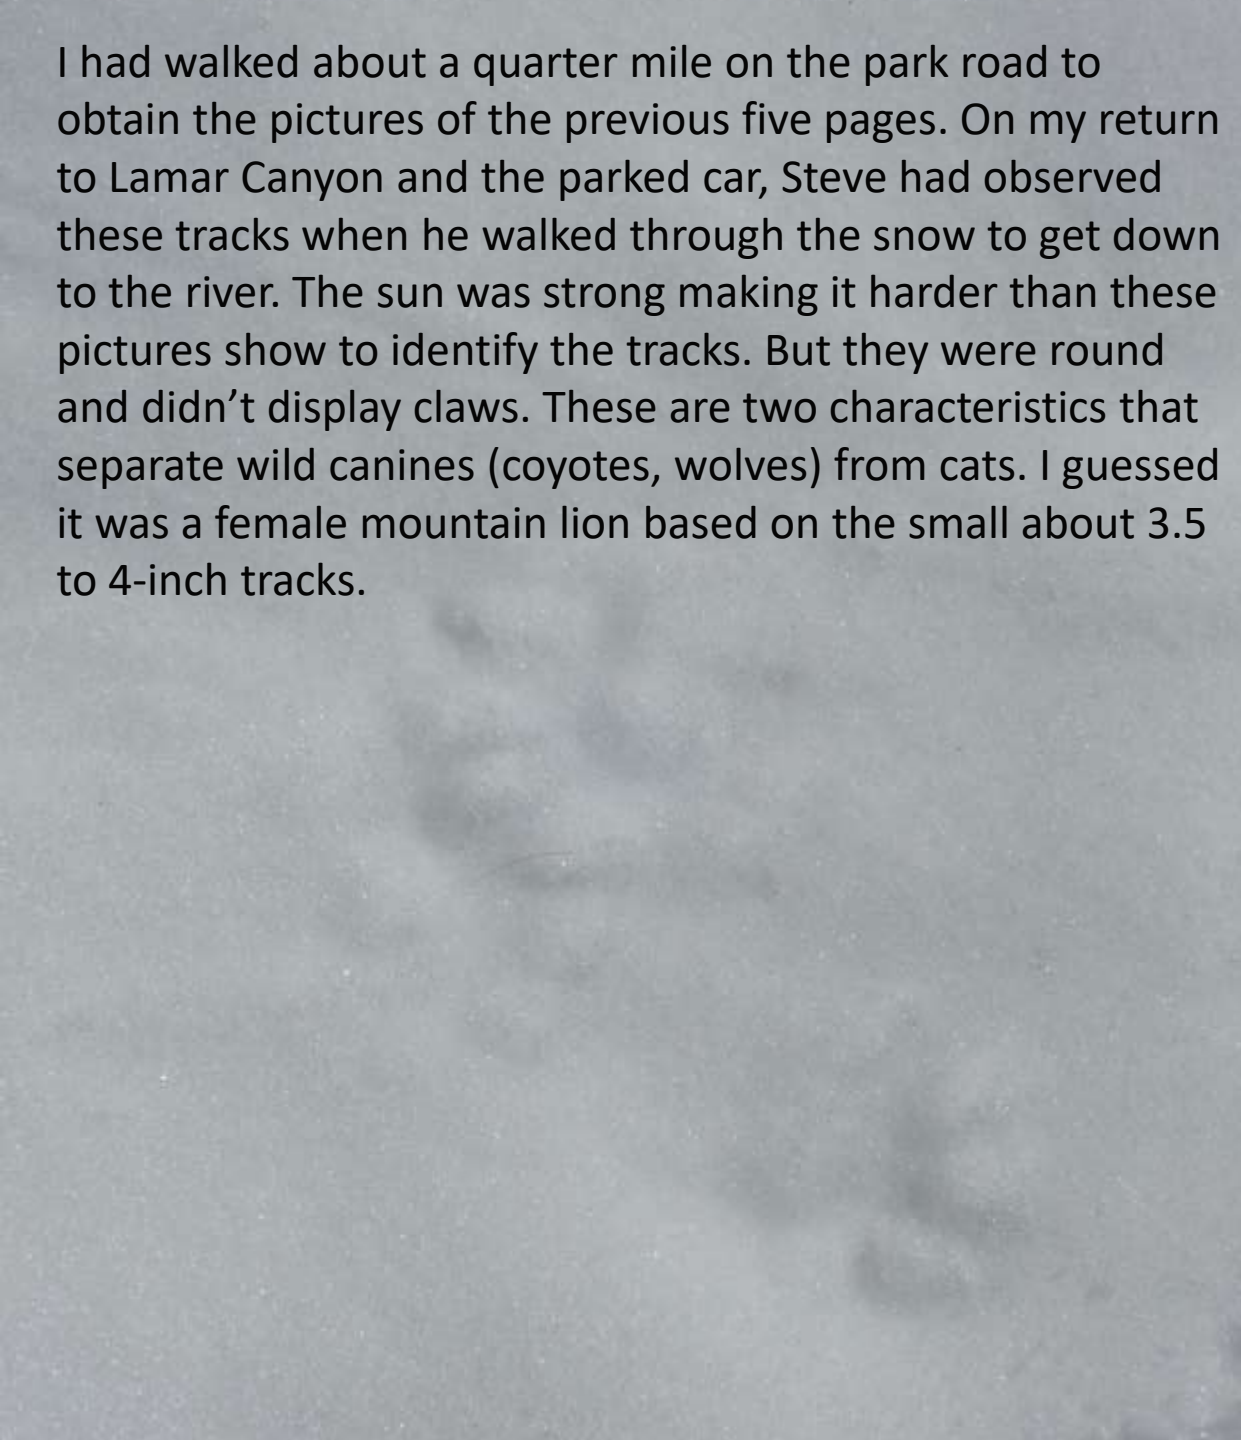 I had walked about a quarter mile on the park road to
obtain the pictures of the previous five pages. On my return
to Lamar Canyon and the parked car, Steve had observed
these tracks when he walked through the snow to get down
to the river. The sun was strong making it harder than these
pictures show to identify the tracks. But they were round
and didn’t display claws. These are two characteristics that
separate wild canines (coyotes, wolves) from cats. I guessed
it was a female mountain lion based on the small about 3.5
to 4-inch tracks.